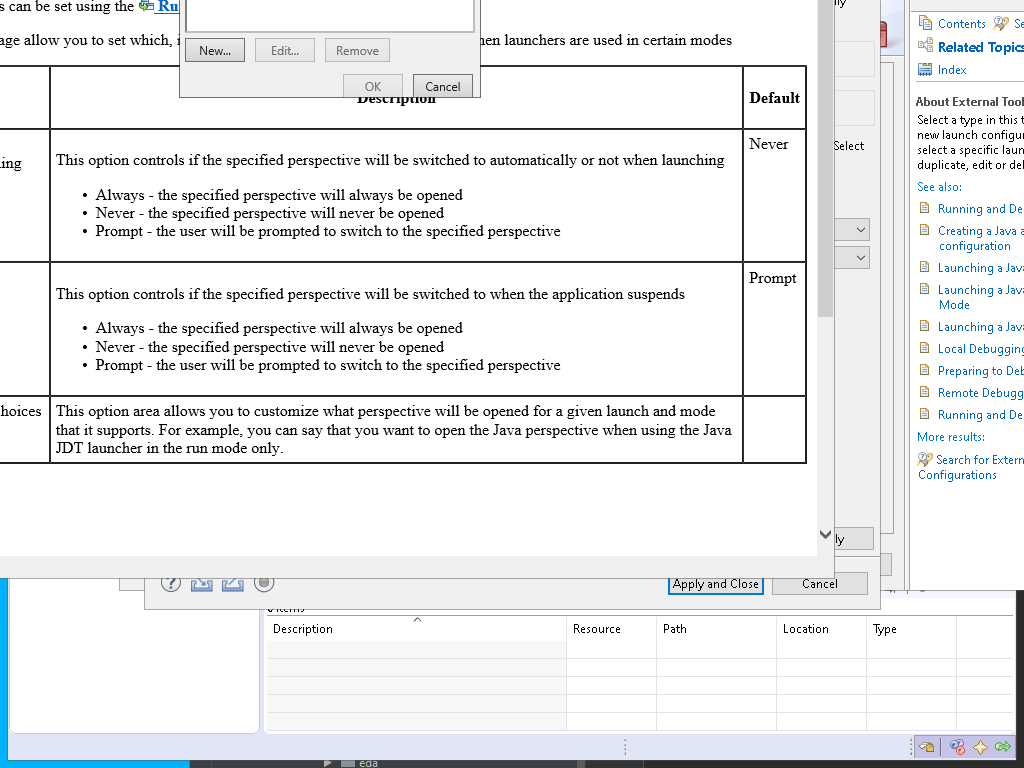 s can be set using the Ru
age allow you to set which, i
hen launchers are used in certain modes
New...
Edit...
Remove
OK
Cancel
Description
Default
ing
This option controls if the specified perspective will be switched to automatically or not when launching
• Always - the specified perspective will always be opened
• Never - the specified perspective will never be opened
• Prompt - the user will be prompted to switch to the specified perspective
Never
This option controls if the specified perspective will be switched to when the application suspends
• Always - the specified perspective will always be opened
• Never - the specified perspective will never be opened
• Prompt - the user will be prompted to switch to the specified perspective
Prompt
hoices
This option area allows you to customize what perspective will be opened for a given launch and mode
that it supports. For example, you can say that you want to open the Java perspective when using the Java
JDT launcher in the run mode only.
Select
ly
Apply and Close
Cancel
Contents
Se
Related Topics
Index
About External Tool
Select a type in this t
new launch configur
select a specific laun
duplicate, edit or del
See also:
Running and De
Creating a Java a
configuration
Launching a Java
Launching a Java
Mode
Launching a Java
Local Debugging
Preparing to Deb
Remote Debugg
Running and De
More results:
Search for Extern
Configurations
Description
Resource
Path
Location
Type
eda